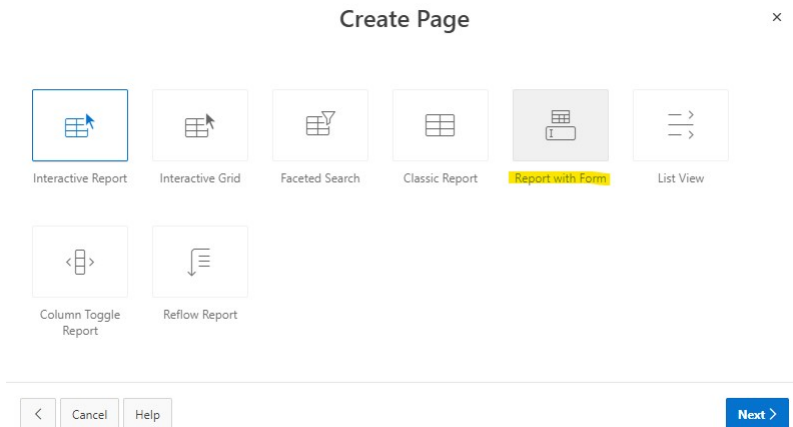 Create Page
Interactive Report
Interactive Grid
Faceted Search
Classic Report
Report with Form
List View
Column Toggle
Report
Reflow Report
Cancel
Help
Next